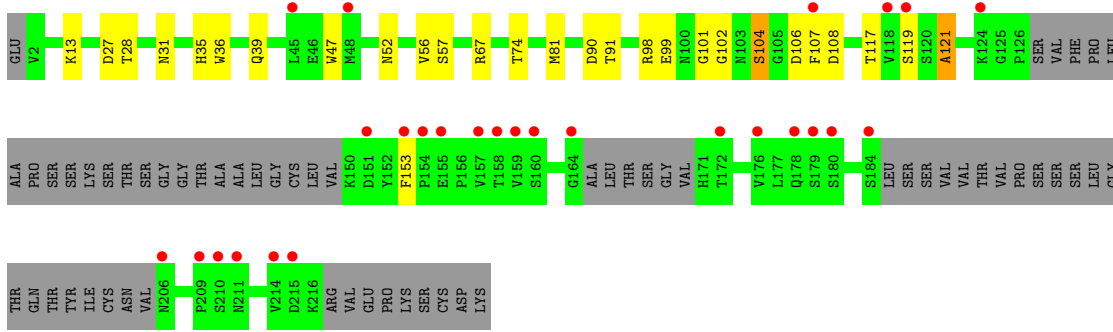 GLU V2 K13 D27 T28 N31 H35 W36 Q39 L45 E46 W47 M48 N52 V56 S57 R67 T74 M81 D90 T91 R98 E99 N100 G101 G102 N103 S104 G105 D106 F107 D108 T117 V118 S119 S120 A121 K124 G125 P126 SER VAL PHE PRO LEU
ALA PRO SER SER LYS SER THR SER GLY GLY THR ALA ALA LEU GLY CYS LEU VAL K150 D151 Y152 F153 P154 E155 P156 V157 T158 V159 S160 G164 ALA LEU THR SER GLY VAL H171 T172 V176 L177 Q178 S179 S180 S184 LEU SER SER VAL VAL THR VAL PRO SER SER SER LEU GLY
THR GLN THR TYR ILE CYS ASN VAL N206 P209 S210 N211 V214 D215 K216 ARG VAL GLU PRO LYS SER CYS ASP LYS